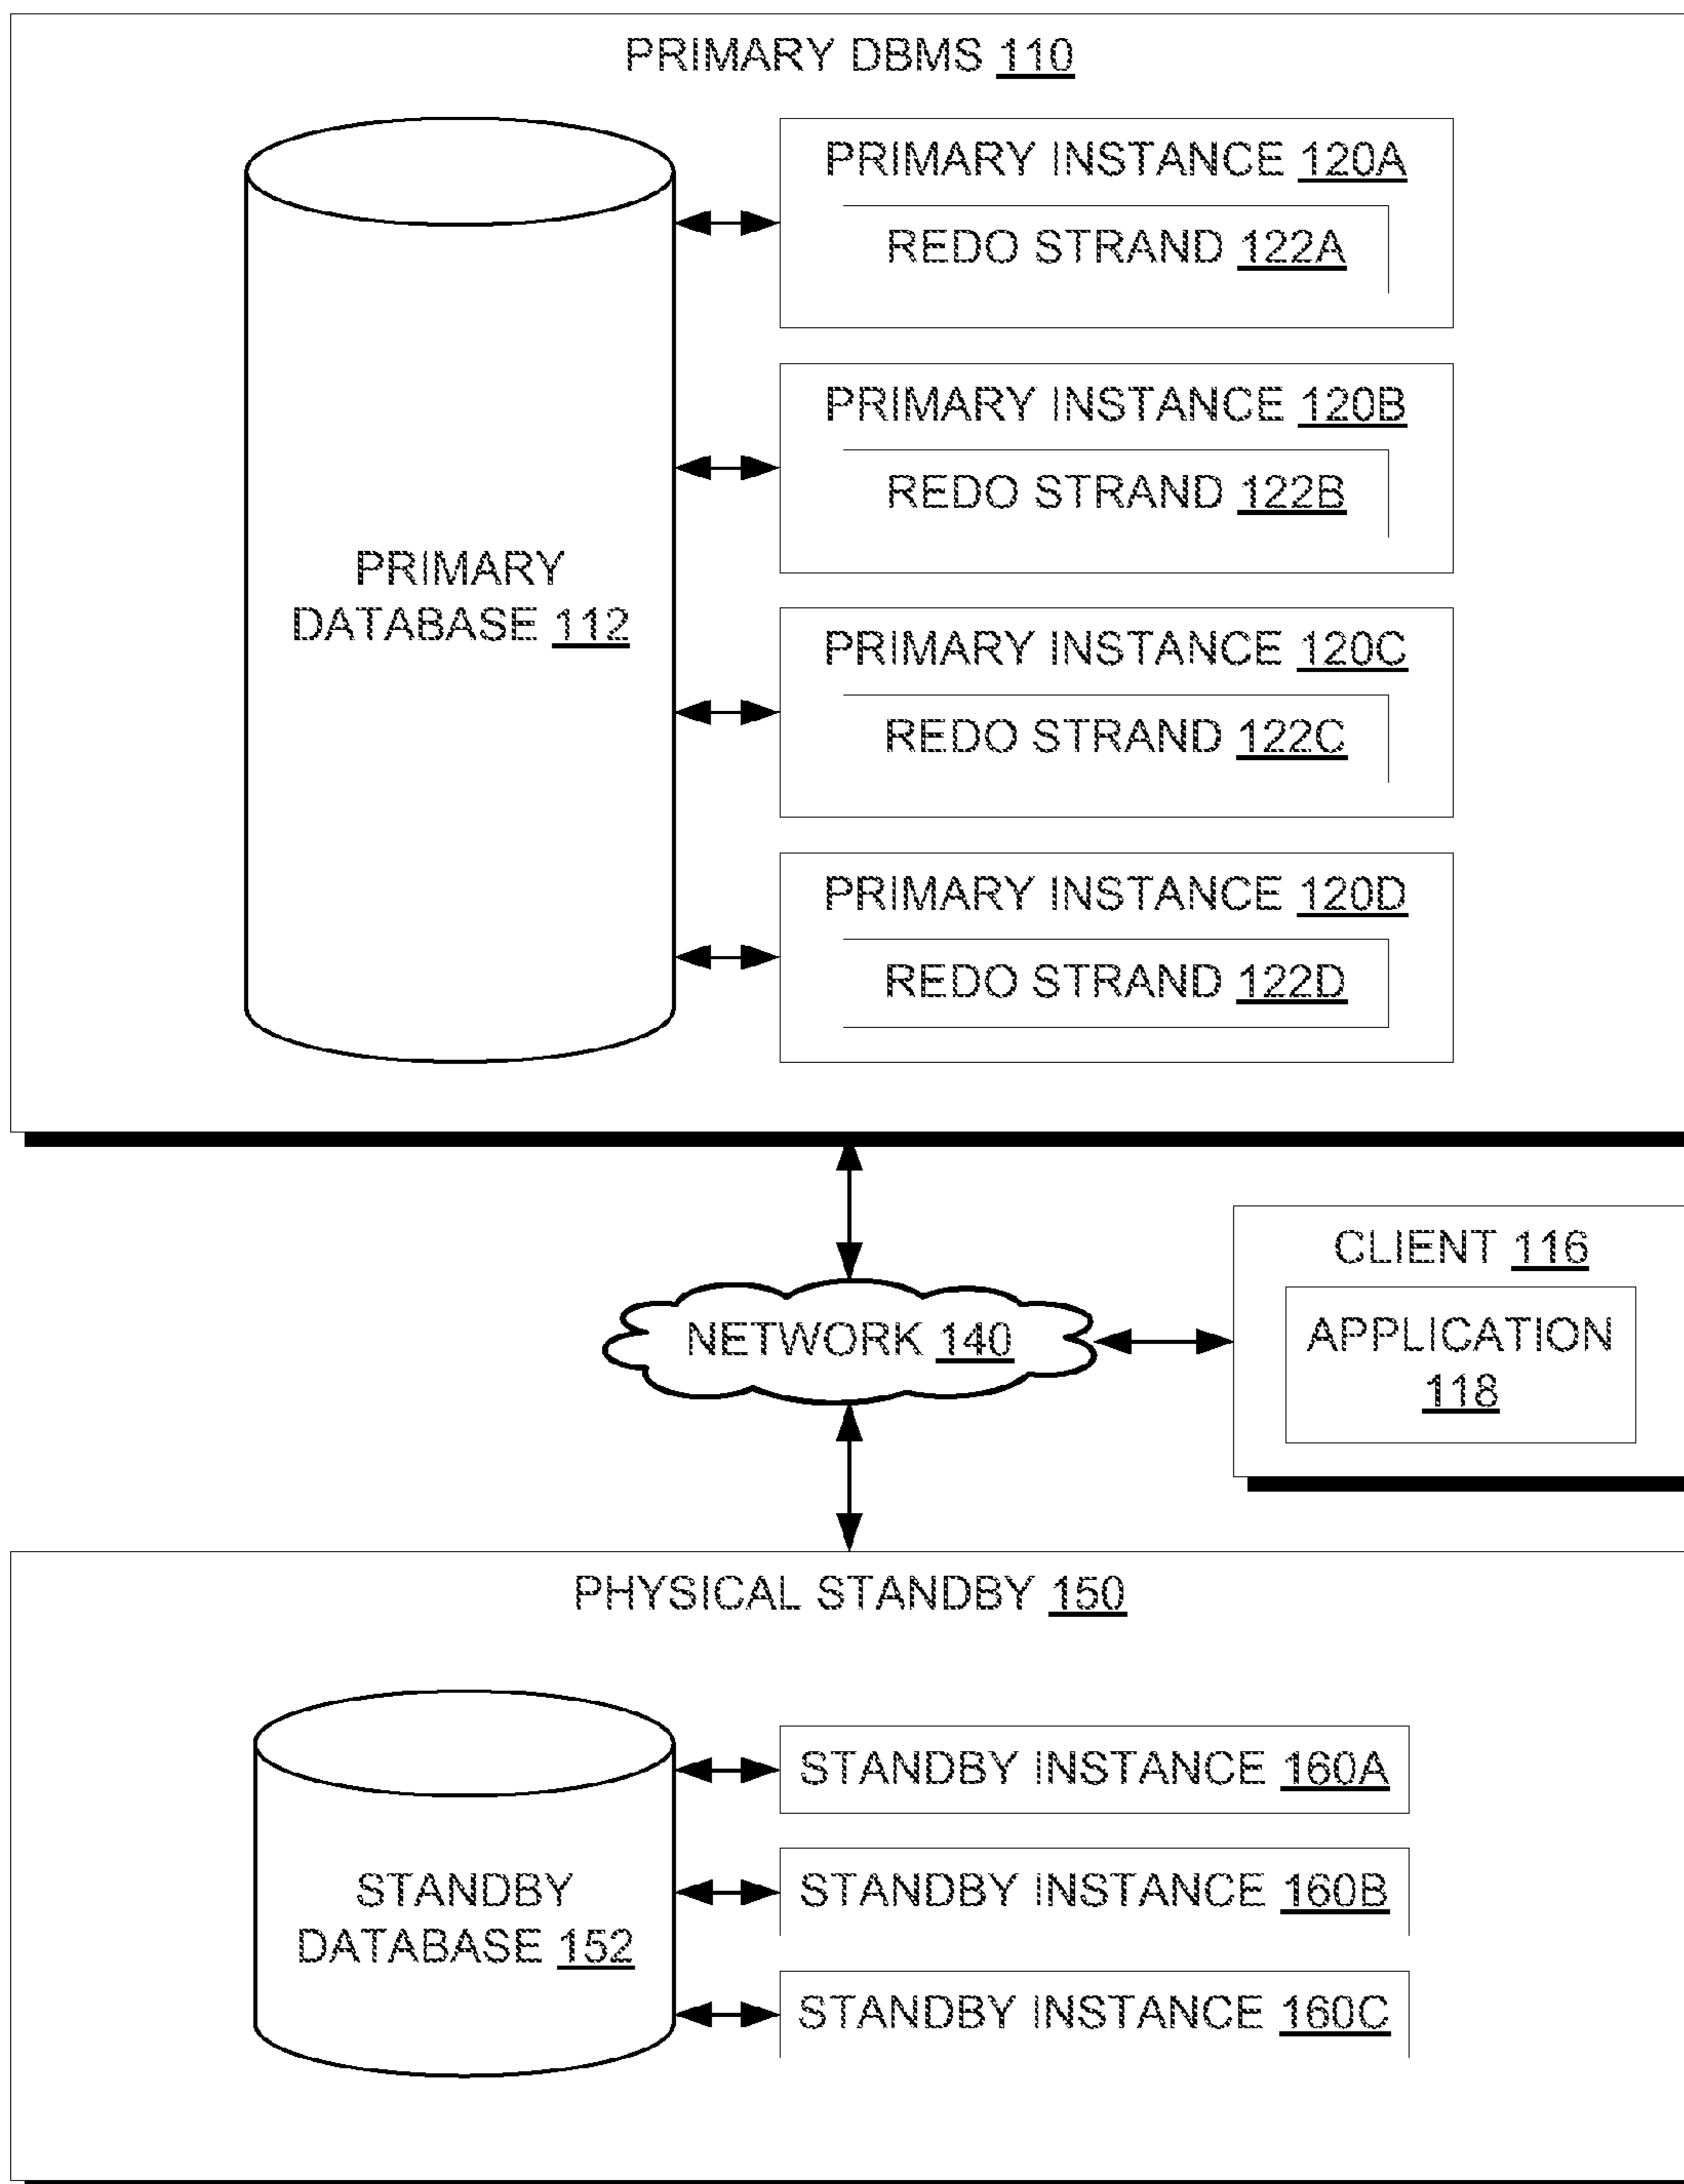 PRIMARY DBMS 110
PRIMARY INSTANCE 120A
REDO STRAND 122A
PRIMARY INSTANCE 120B
REDO STRAND 122B
PRIMARY
DATABASE 112
PRIMARY INSTANCE 120C
REDO STRAND 122C
PRIMARY INSTANCE 120D
REDO STRAND 122D
CLIENT 116
NETWORK 140
APPLICATION
118
PHYSICAL STANDBY 150
STANDBY INSTANCE 160A
STANDBY
DATABASE 152
STANDBY INSTANCE 160B
STANDBY INSTANCE 160C